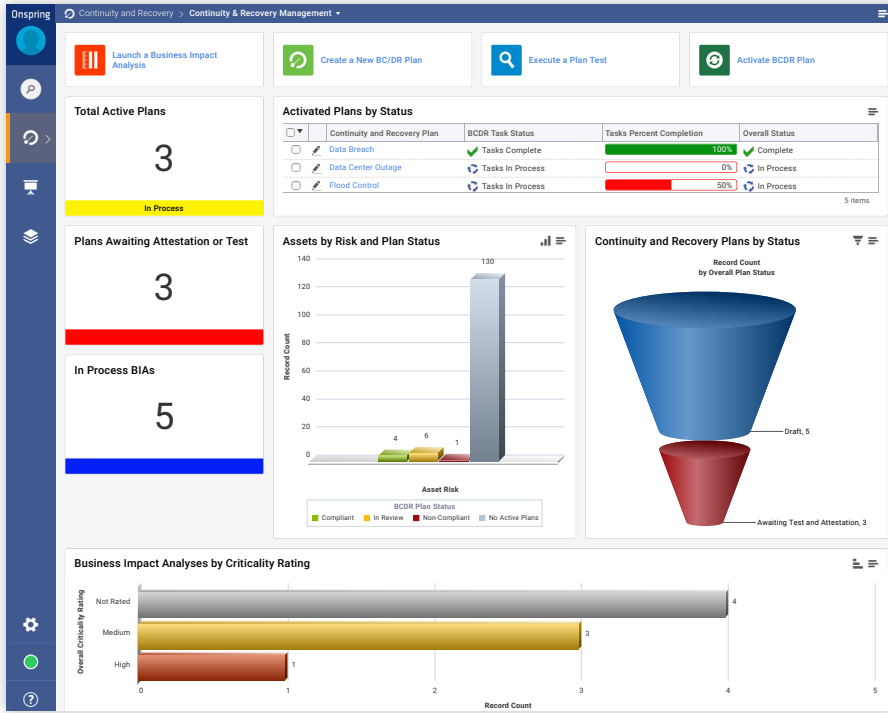 Onspring
Continuity and Recovery > Continuity & Recovery Management
Launch a Business Impact
Analysis
Create a New BC/DR Plan
Execute a Plan Test
Activate BCDR Plan
Total Active Plans
3
In Process
Activated Plans by Status
Continuity and Recovery Plan BCDR Task Status Tasks Percent Completion Overall Status
Data Breach Tasks Complete 100% Complete
Data Center Outage Tasks In Process 0% In Process
Flood Control Tasks In Process 50% In Process
5 items
Plans Awaiting Attestation or Test
3
In Process BIAs
5
Assets by Risk and Plan Status
140
120
100
80
60
40
20
0
Record Count
4
6
1
130
Asset Risk
BCDR Plan Status
Compliant In Review Non-Compliant No Active Plans
Continuity and Recovery Plans by Status
Record Count
by Overall Plan Status
Draft, 5
Awaiting Test and Attestation, 3
Business Impact Analyses by Criticality Rating
Overall Criticality Rating
Not Rated 4
Medium 3
High 1
0 1 2 3 4 5
Record Count